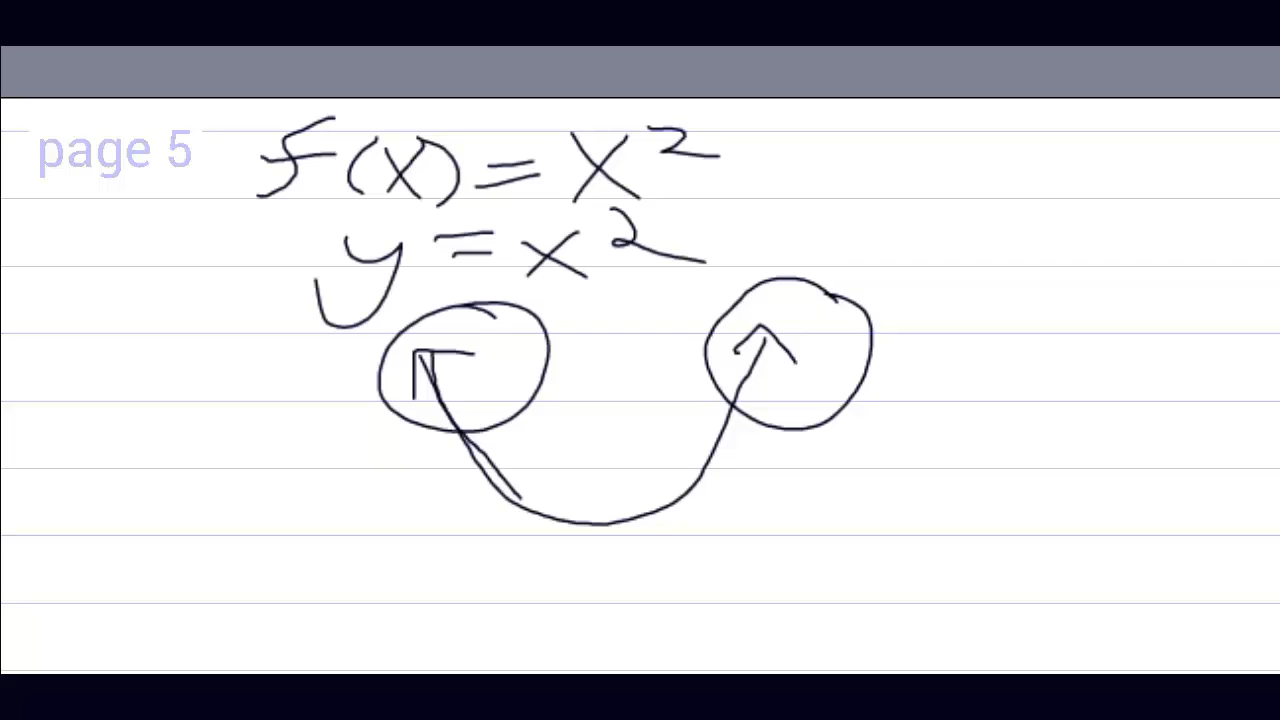 page 5
f(x) = x²
y = x²